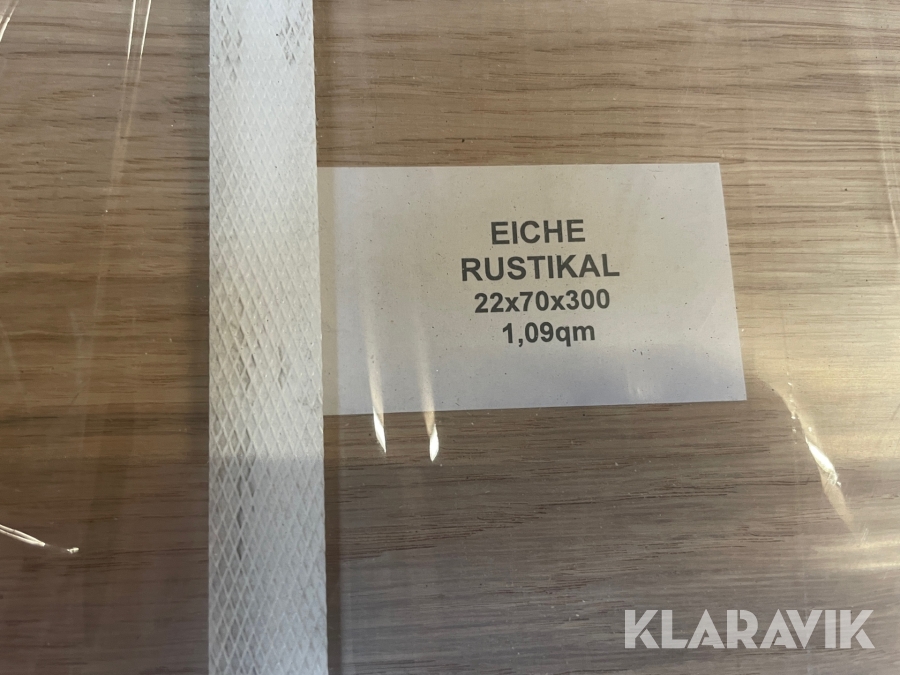 EICHE
RUSTIKAL
22x70x300
1,09qm
KLARAVIK